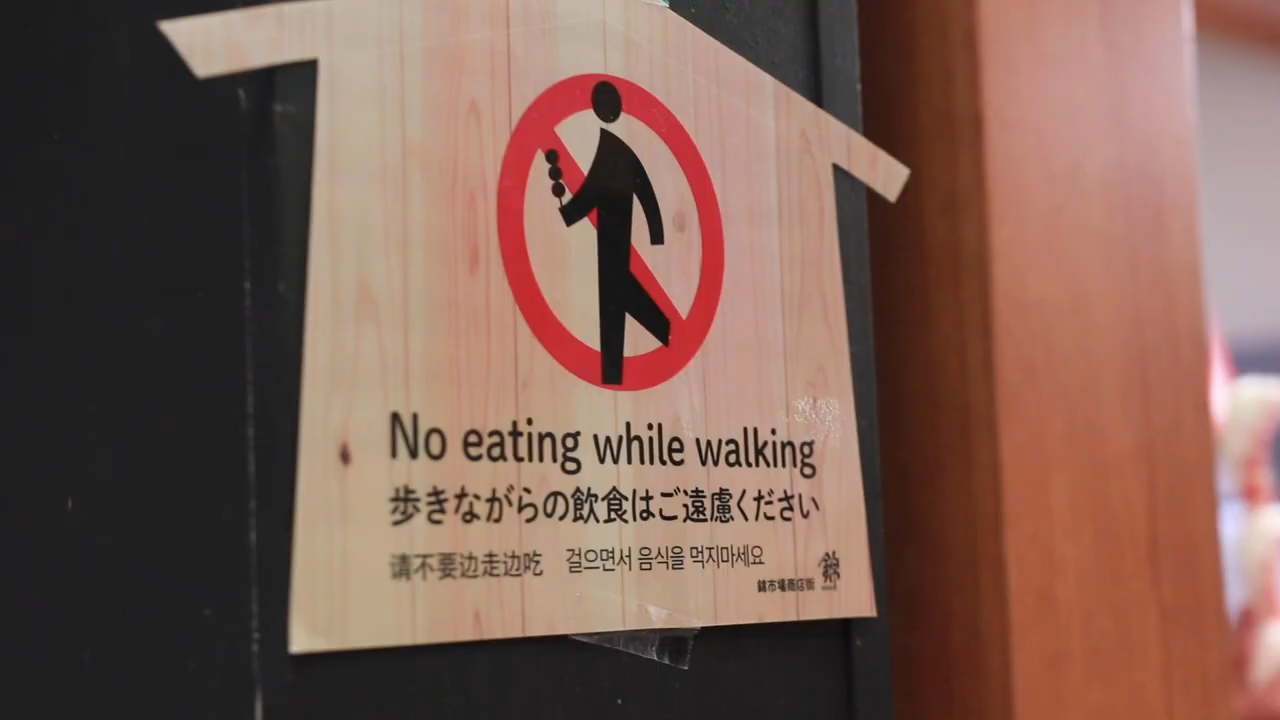 No eating while walking
歩きながらの飲食はご遠慮ください
请不要边走边吃 걸으면서 음식을 먹지마세요
錦市場商店街 錦